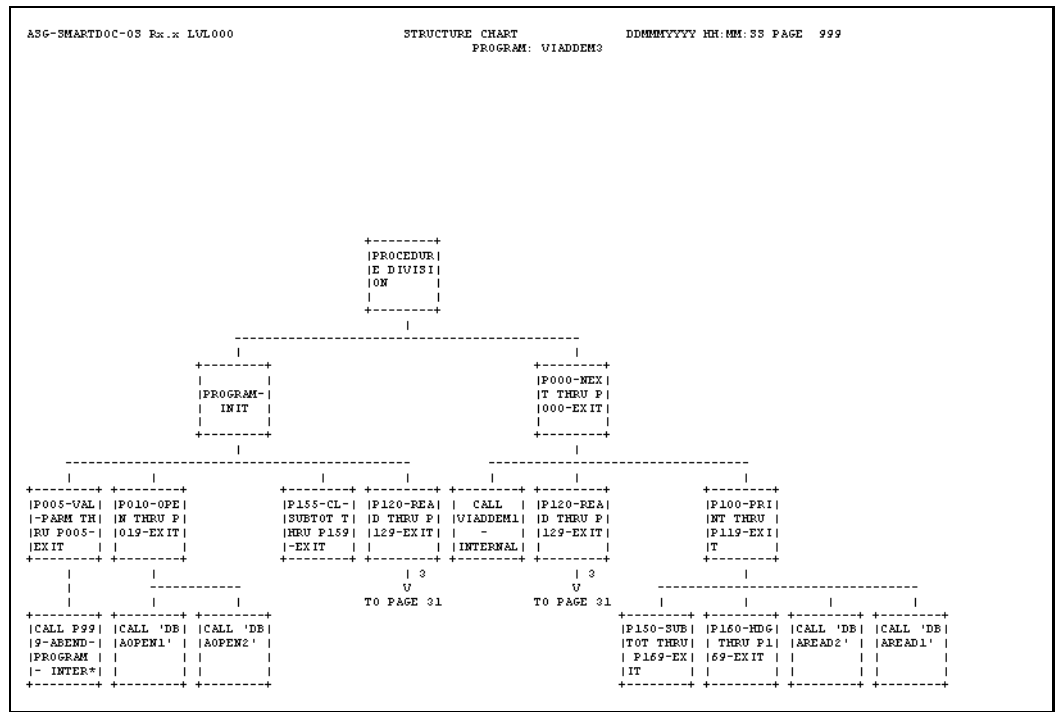 ASG-SMARTDOC-OS Rx.x LVL000 STRUCTURE CHART DDMMMYYYY HH:MM:SS PAGE 999
PROGRAM: VIADDEM3
PROCEDUR
E DIVISI
ON
PROGRAM-
INIT
P000-NEX
T THRU P
000-EXIT
P005-VAL
-PARM TH
RU P005-
EXIT
P010-OPE
N THRU P
019-EXIT
P155-CL-
SUBTOT T
HRU P159
-EXIT
P120-REA
D THRU P
129-EXIT
CALL
VIADDEM1
-
INTERNAL
P120-REA
D THRU P
129-EXIT
P100-PRI
NT THRU
P119-EXI
T
3
V
TO PAGE 31
3
V
TO PAGE 31
CALL P99
9-ABEND-
PROGRAM
- INTER*
CALL 'DB
AOPEN1'
CALL 'DB
AOPEN2'
P150-SUB
TOT THRU
P169-EX
IT
P160-HDG
THRU P1
69-EXIT
CALL 'DB
AREAD2'
CALL 'DB
AREAD1'